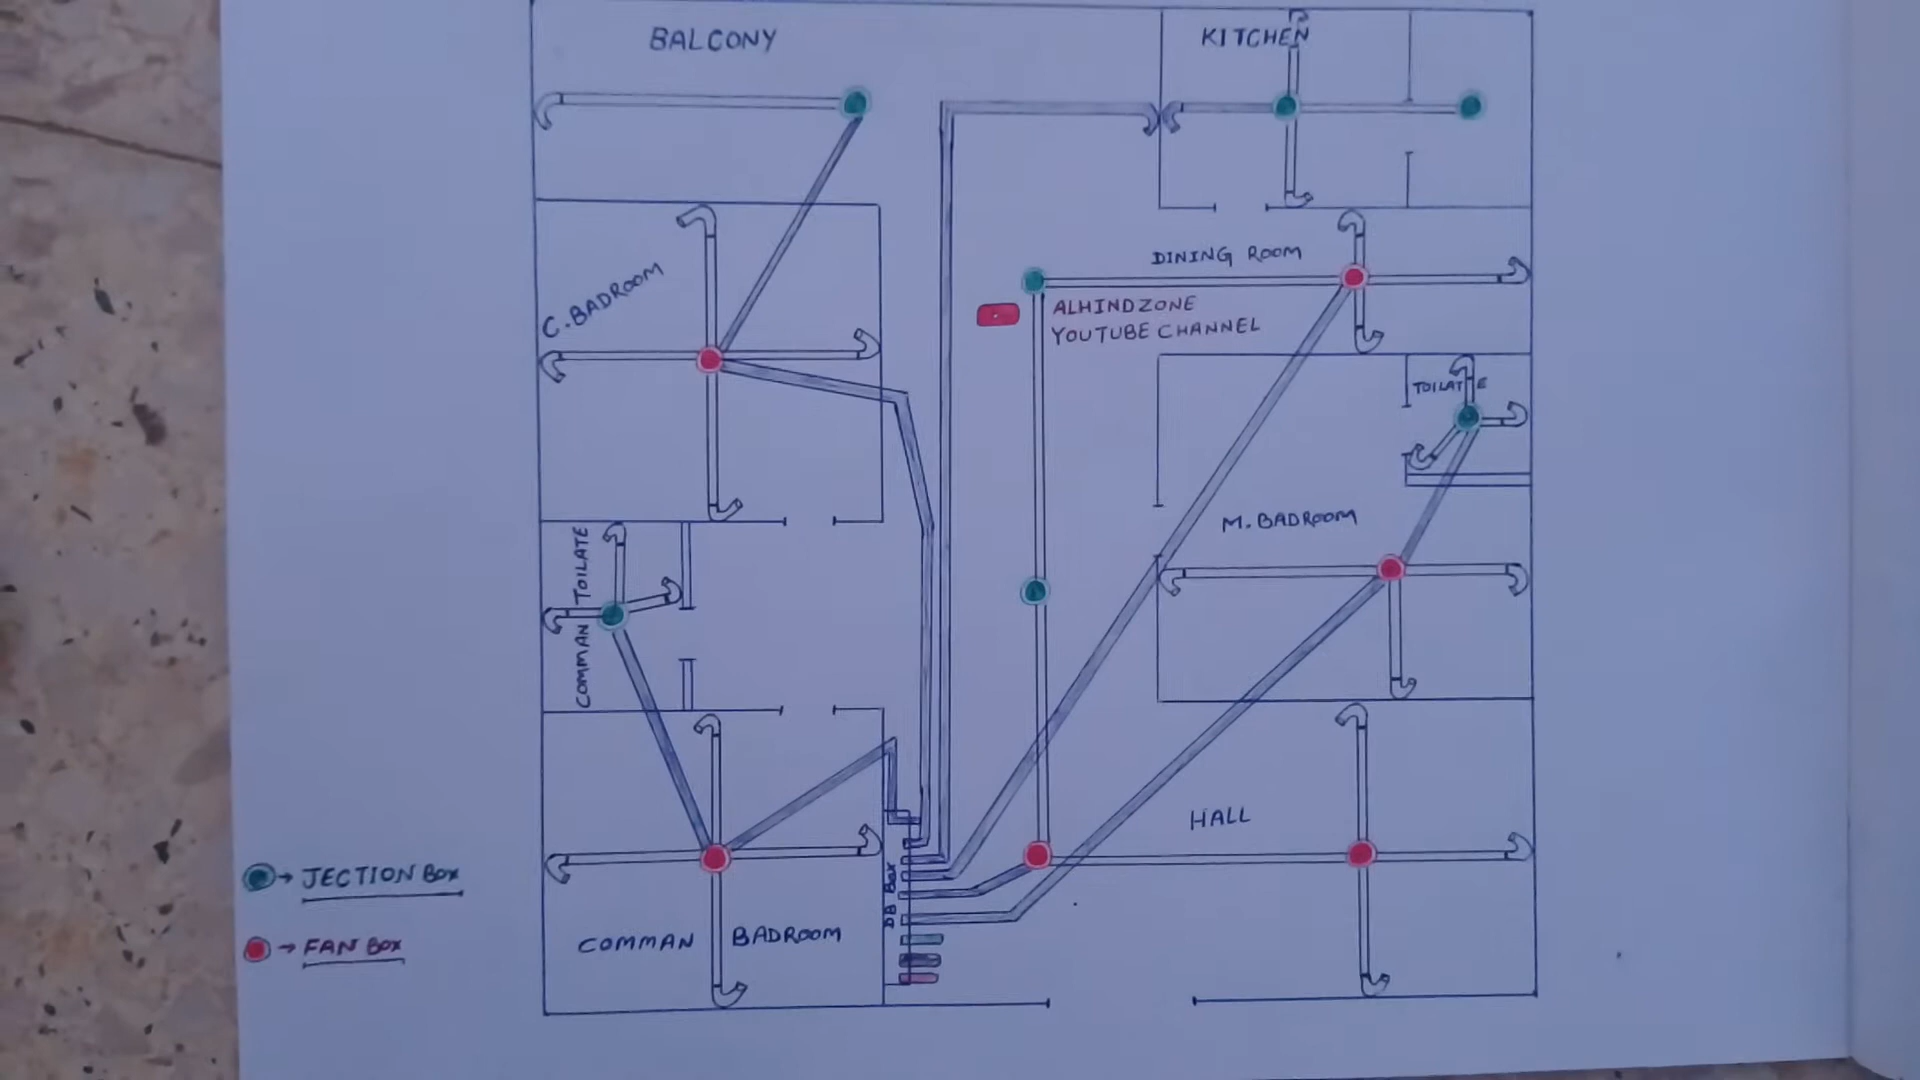 BALCONY
KITCHEN
DINING ROOM
C.BADROOM
ALHINDZONE
YOUTUBE CHANNEL
TOILATE
M.BADROOM
COMMAN TOILATE
HALL
DB Box
COMMAN BADROOM
→ JECTION BOX
→ FAN BOX